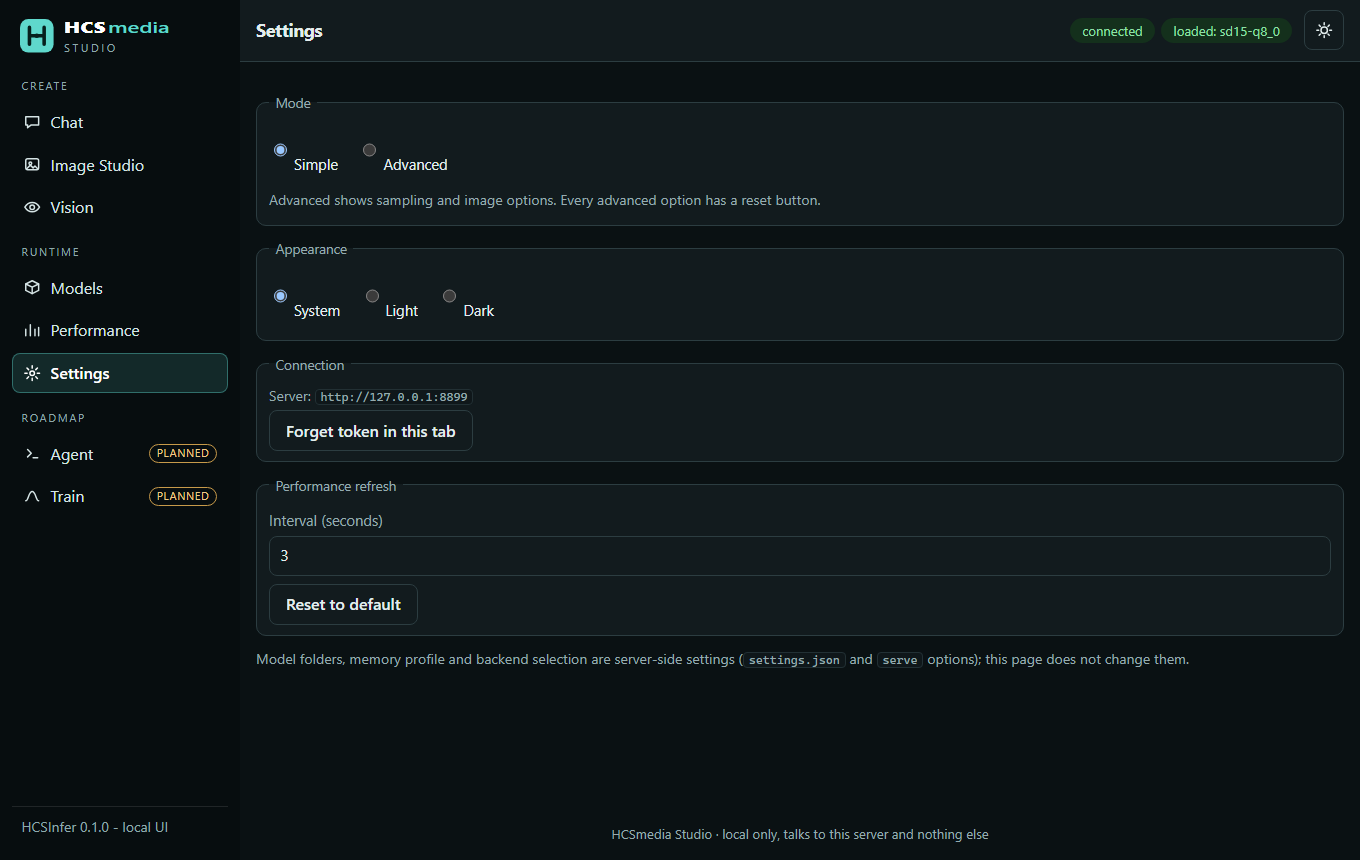 HCSmedia
STUDIO
CREATE
Chat
Image Studio
Vision
RUNTIME
Models
Performance
Settings
ROADMAP
Agent PLANNED
Train PLANNED
HCSInfer 0.1.0 - local UI
Settings
connected loaded: sd15-q8_0
Mode
Simple Advanced
Advanced shows sampling and image options. Every advanced option has a reset button.
Appearance
System Light Dark
Connection
Server: http://127.0.0.1:8899
Forget token in this tab
Performance refresh
Interval (seconds)
3
Reset to default
Model folders, memory profile and backend selection are server-side settings (settings.json and serve options); this page does not change them.
HCSmedia Studio · local only, talks to this server and nothing else